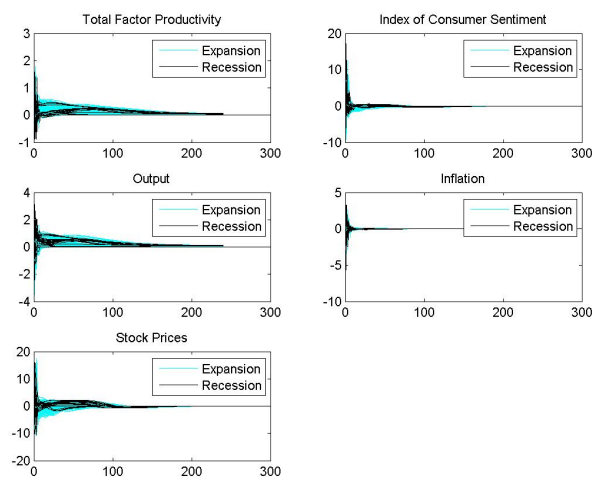 Total Factor Productivity
3
2
1
0
-1
0
100
200
300
Expansion
Recession
Index of Consumer Sentiment
20
10
0
-10
0
100
200
300
Expansion
Recession
Output
4
2
0
-2
-4
0
100
200
300
Expansion
Recession
Inflation
5
0
-5
-10
0
100
200
300
Expansion
Recession
Stock Prices
20
10
0
-10
-20
0
100
200
300
Expansion
Recession